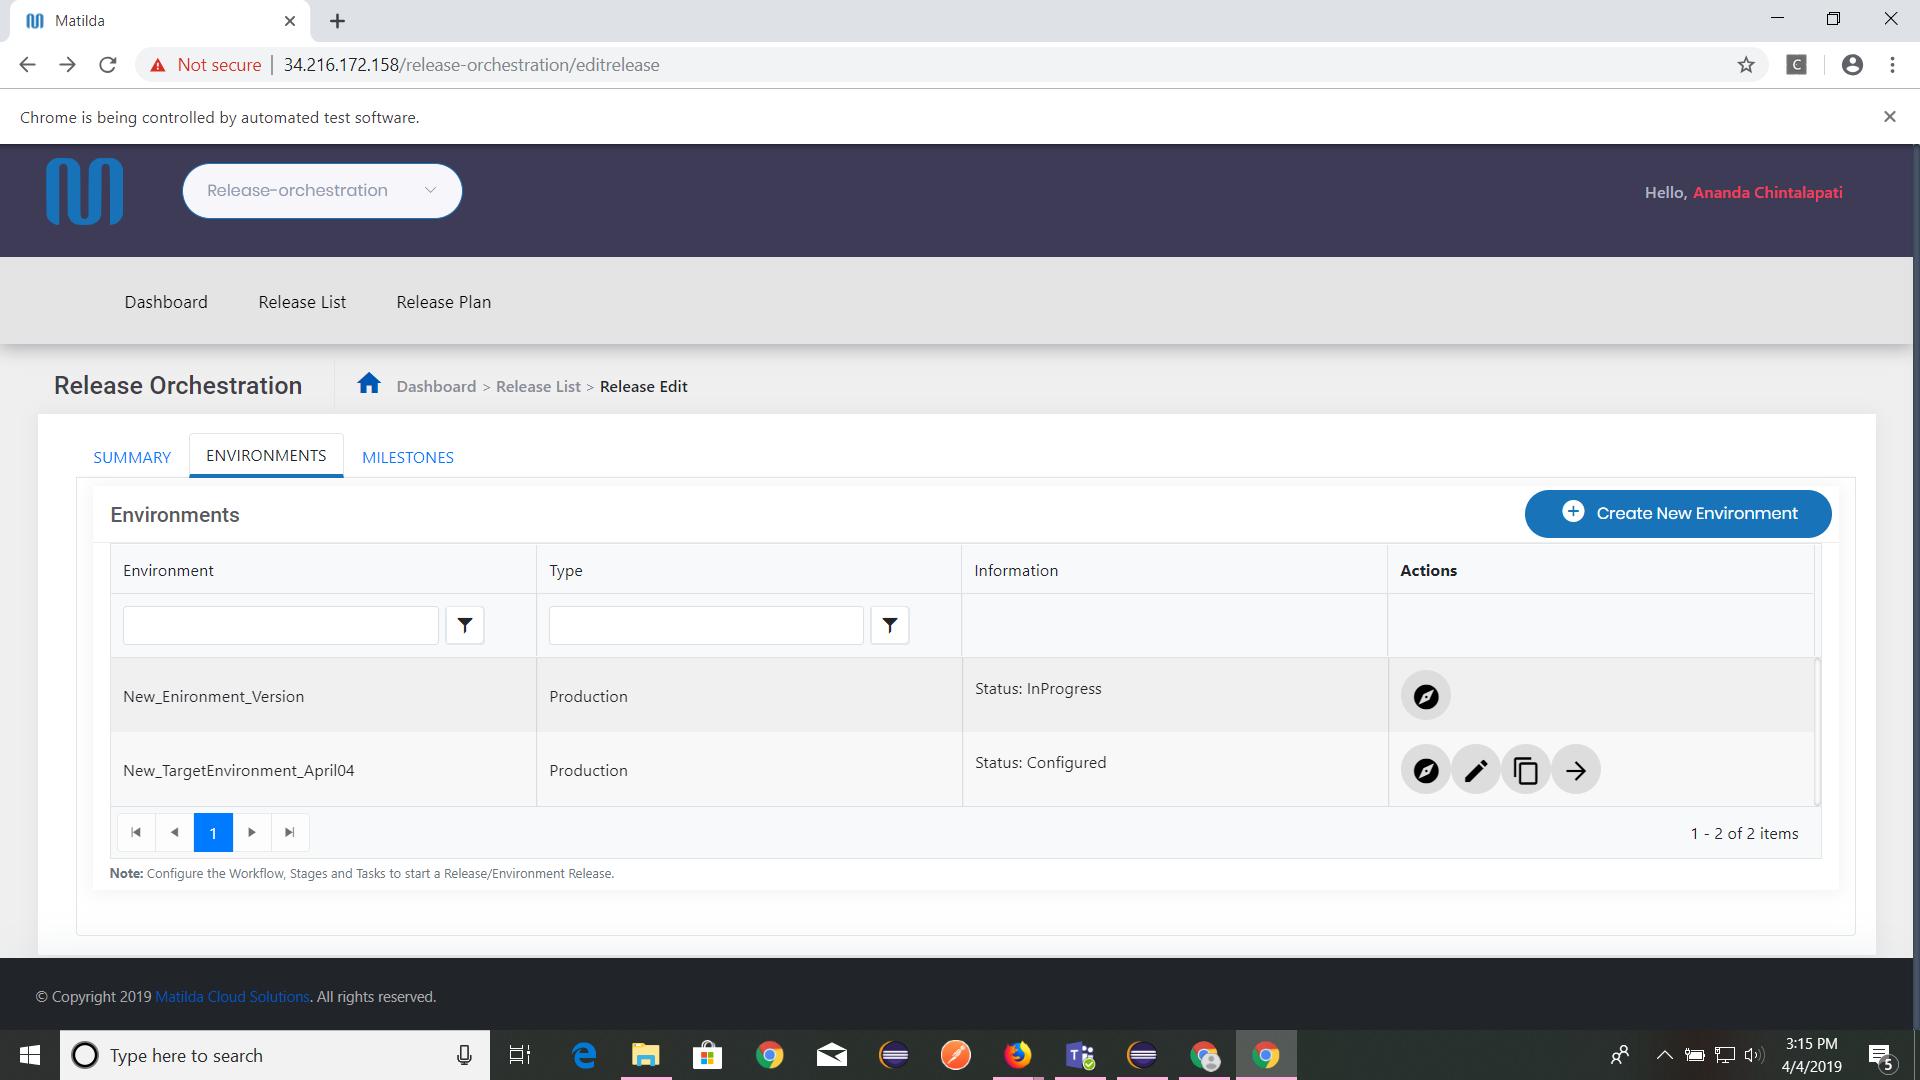 Matilda
Not secure
34.216.172.158/release-orchestration/editrelease
C
Chrome is being controlled by automated test software.
Release-orchestration
Hello, Ananda Chintalapati
Dashboard
Release List
Release Plan
Release Orchestration
Dashboard > Release List > Release Edit
SUMMARY
ENVIRONMENTS
MILESTONES
Environments
Create New Environment
Environment
Type
Information
Actions
New_Enironment_Version
Production
Status: InProgress
New_TargetEnvironment_April04
Production
Status: Configured
1
1 - 2 of 2 items
Note: Configure the Workflow, Stages and Tasks to start a Release/Environment Release.
© Copyright 2019 Matilda Cloud Solutions. All rights reserved.
Type here to search
3:15 PM
4/4/2019
5